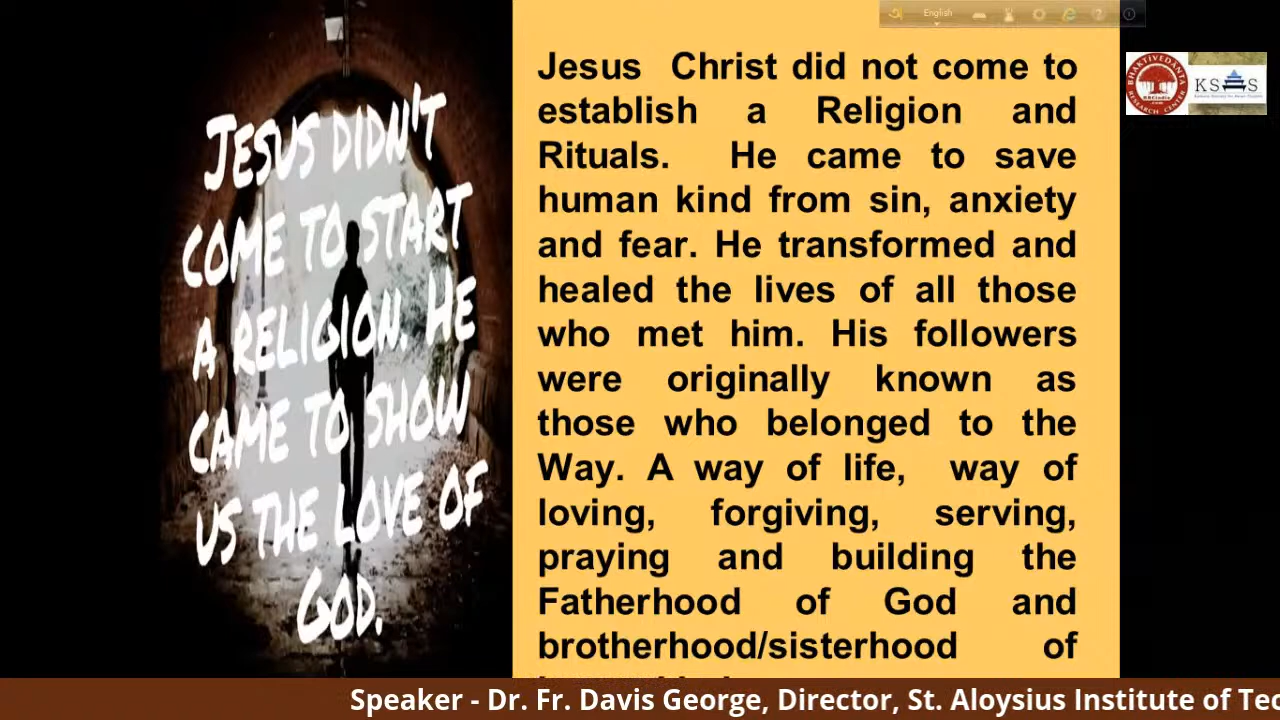 JESUS DIDN'T
COME TO START
A RELIGION. HE
CAME TO SHOW
US THE LOVE OF
GOD.
English
Jesus Christ did not come to
establish a Religion and
Rituals. He came to save
human kind from sin, anxiety
and fear. He transformed and
healed the lives of all those
who met him. His followers
were originally known as
those who belonged to the
Way. A way of life, way of
loving, forgiving, serving,
praying and building the
Fatherhood of God and
brotherhood/sisterhood of
BHAKTIVEDANTA
RESEARCH CENTER
KSAS
Speaker - Dr. Fr. Davis George, Director, St. Aloysius Institute of Tec